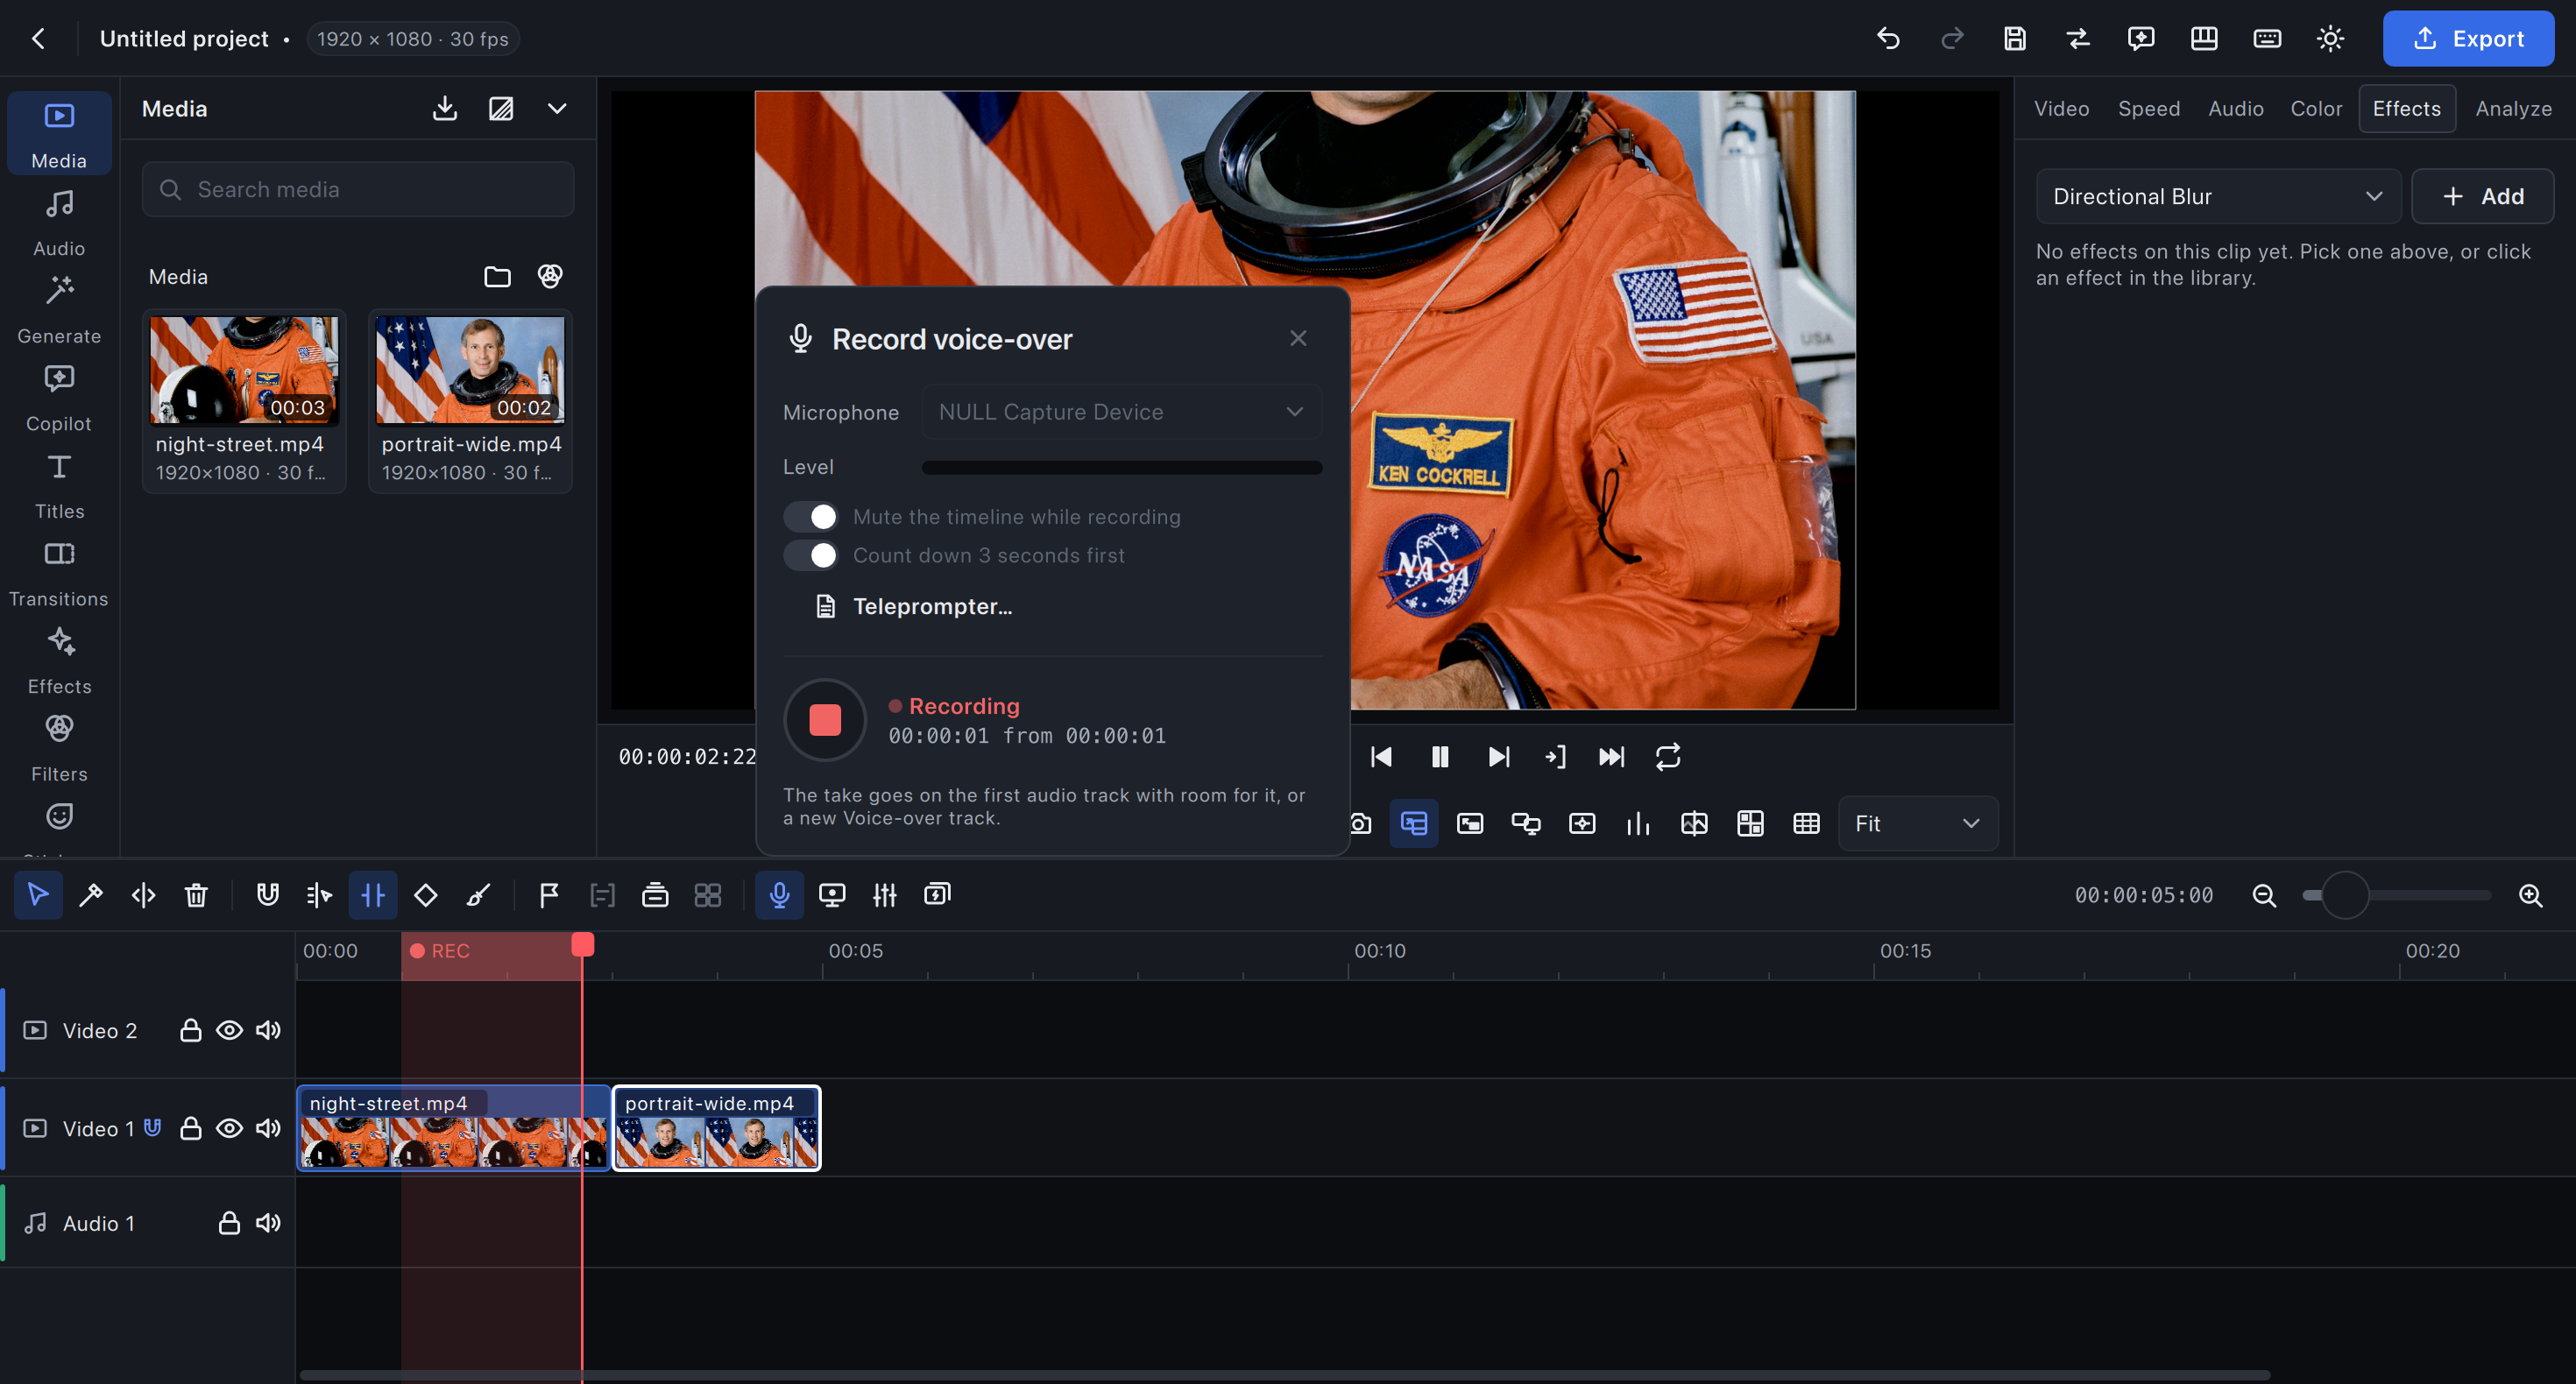 Untitled project •
1920 × 1080 · 30 fps
Export
Media
Audio
Generate
Copilot
Titles
Transitions
Effects
Filters
Media
Search media
Media
00:03
night-street.mp4
1920×1080 · 30 f...
00:02
portrait-wide.mp4
1920×1080 · 30 f...
USA
KEN COCKRELL
NASA
Record voice-over
Microphone
NULL Capture Device
Level
Mute the timeline while recording
Count down 3 seconds first
Teleprompter...
Recording
00:00:01 from 00:00:01
The take goes on the first audio track with room for it, or
a new Voice-over track.
00:00:02:22
Fit
Video
Speed
Audio
Color
Effects
Analyze
Directional Blur
Add
No effects on this clip yet. Pick one above, or click
an effect in the library.
00:00:05:00
00:00
REC
00:05
00:10
00:15
00:20
Video 2
Video 1
night-street.mp4
portrait-wide.mp4
Audio 1